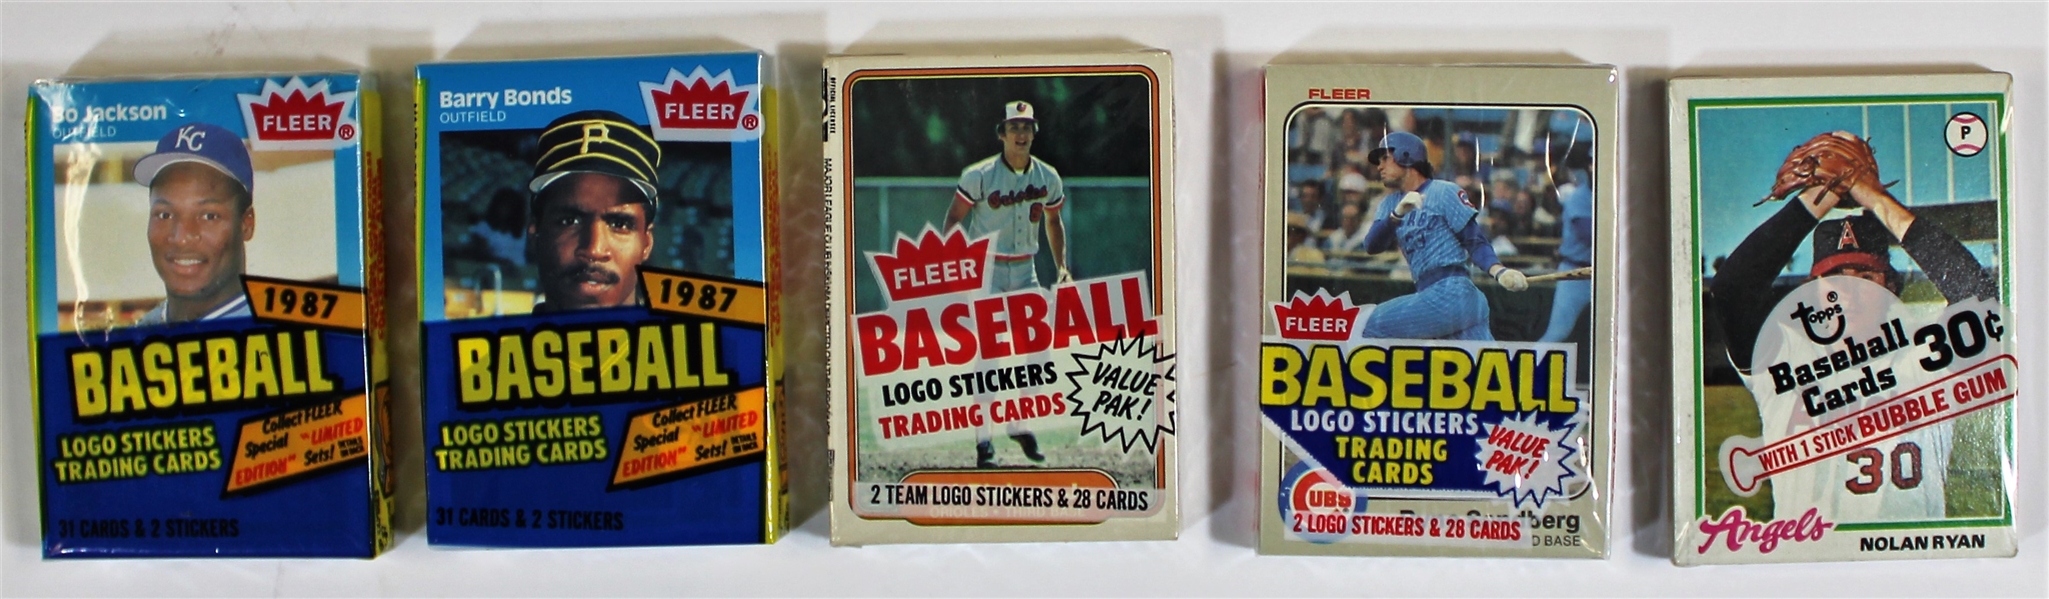 Bo Jackson
OUTFIELD
KC
FLEER®
1987
BASEBALL
LOGO STICKERS
TRADING CARDS
Collect FLEER
Special "LIMITED
EDITION" Sets!
31 CARDS & 2 STICKERS
Barry Bonds
OUTFIELD
P
FLEER®
1987
BASEBALL
LOGO STICKERS
TRADING CARDS
Collect FLEER
Special "LIMITED
EDITION" Sets!
31 CARDS & 2 STICKERS
Orioles
FLEER
BASEBALL
LOGO STICKERS
TRADING CARDS
VALUE
PAK!
2 TEAM LOGO STICKERS & 28 CARDS
FLEER
FLEER
BASEBALL
LOGO STICKERS
TRADING
CARDS
VALUE
PAK!
CUBS
2 LOGO STICKERS & 28 CARDS
P
A
topps®
Baseball
Cards
30¢
WITH 1 STICK BUBBLE GUM
30
Angels
NOLAN RYAN